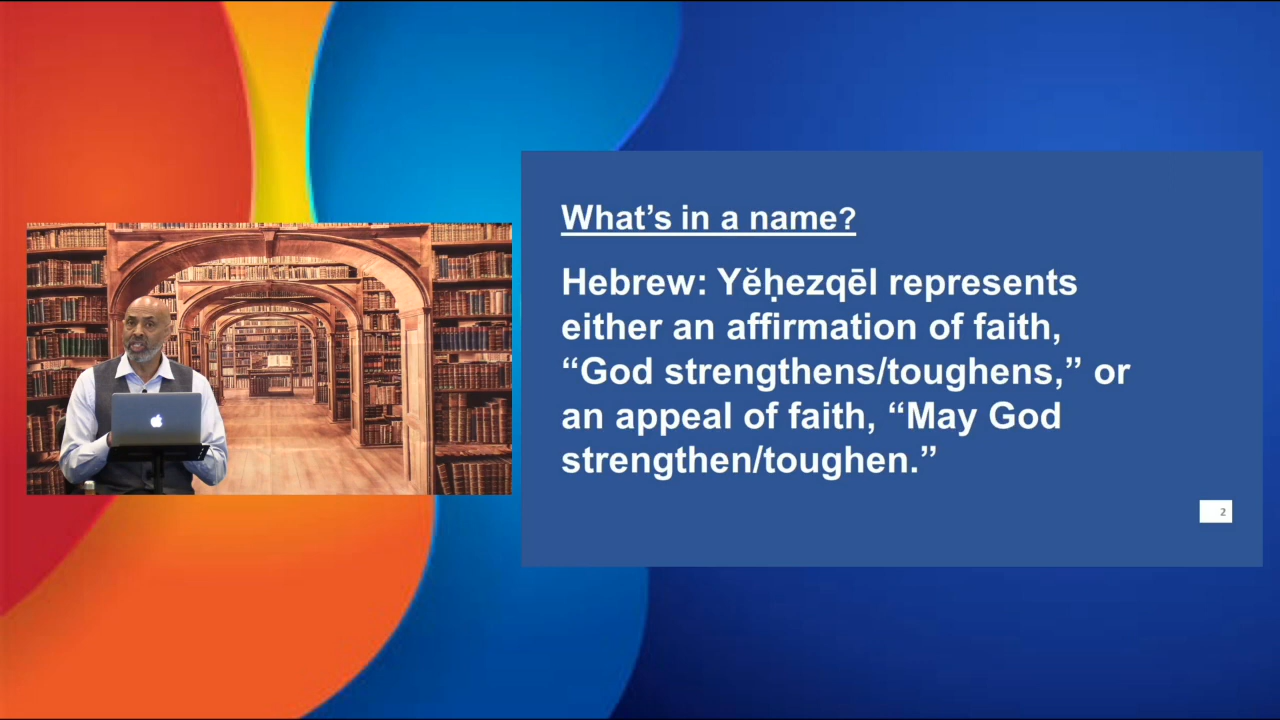 What’s in a name?
Hebrew: Yĕḥezqēl represents
either an affirmation of faith,
“God strengthens/toughens,” or
an appeal of faith, “May God
strengthen/toughen.”
2